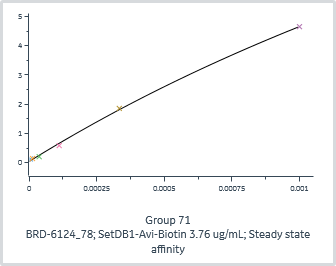 5
4
3
2
1
0
0 0.00025 0.0005 0.00075 0.001
Group 71
BRD-6124_78; SetDB1-Avi-Biotin 3.76 ug/mL; Steady state
affinity